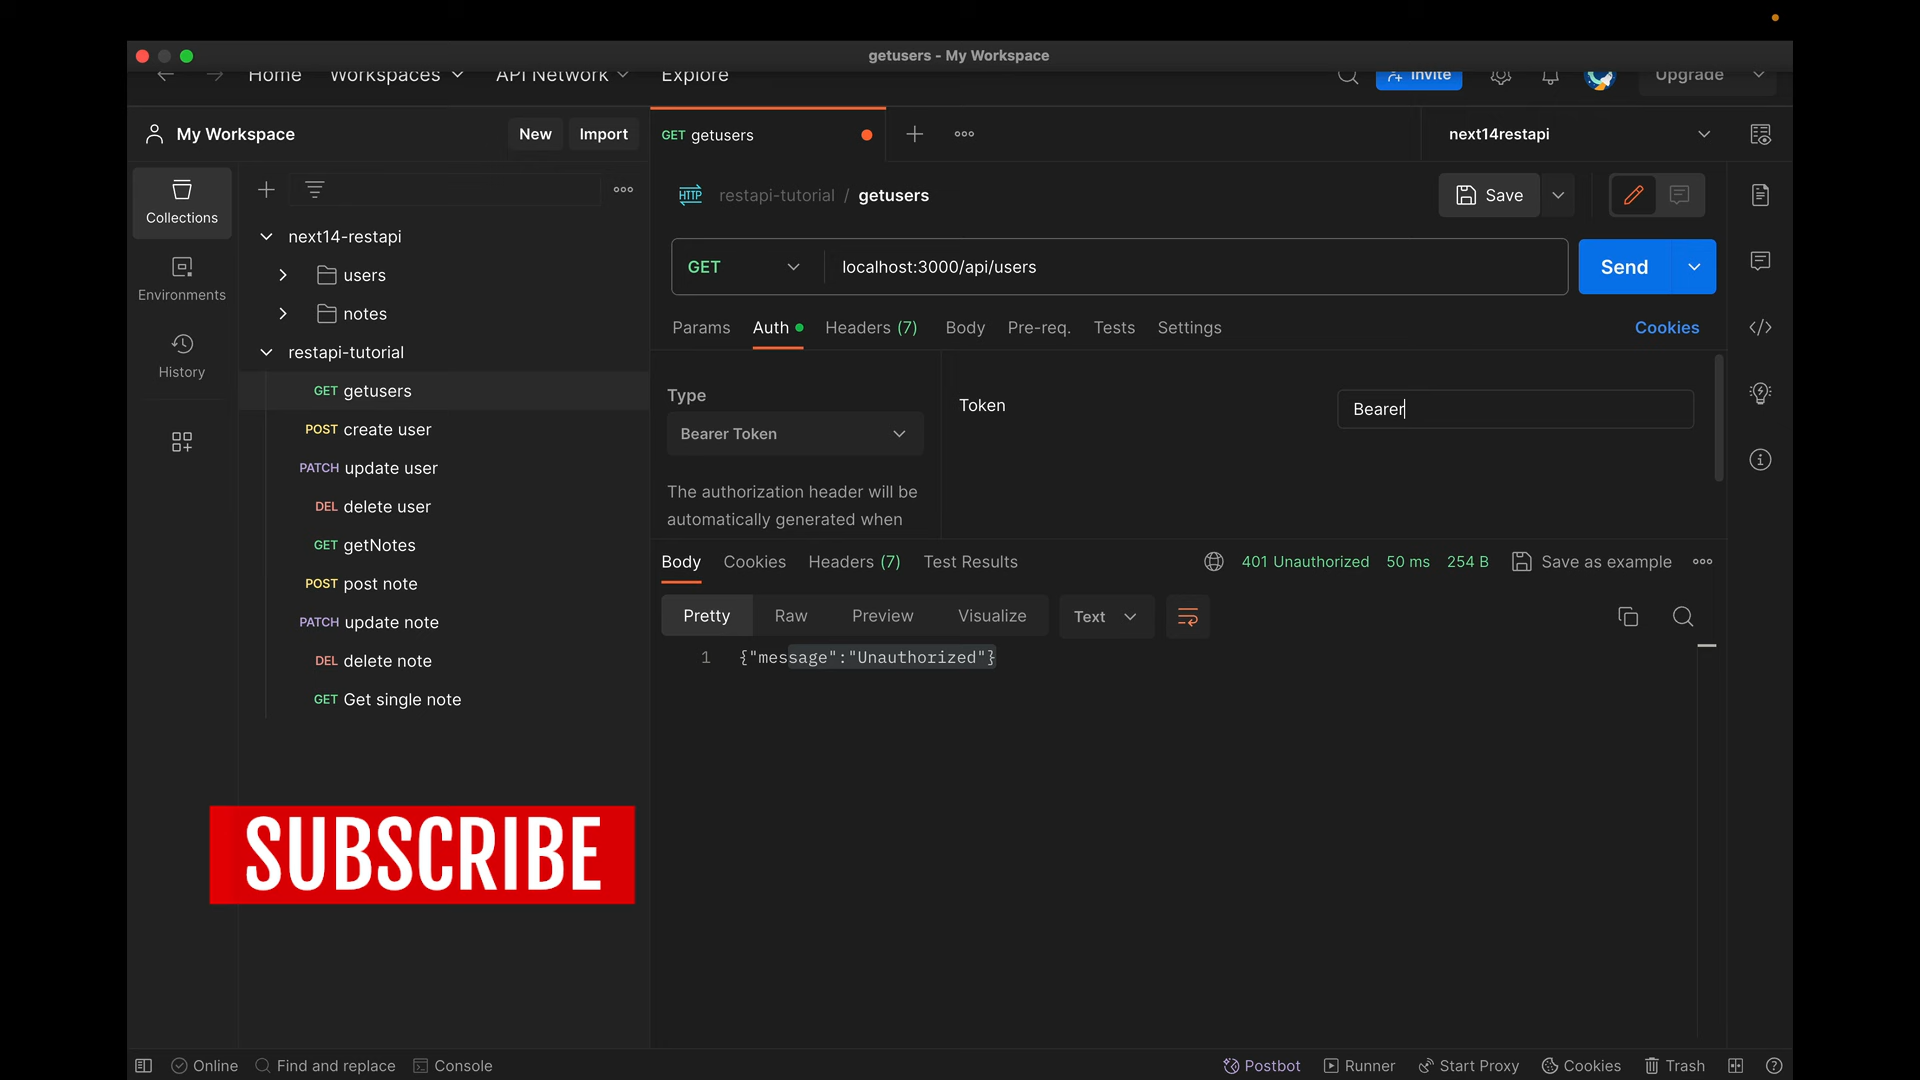 getusers - My Workspace
Home Workspaces API Network Explore Invite Upgrade
My Workspace New Import GET getusers next14restapi
Collections
HTTP restapi-tutorial / getusers Save
next14-restapi
Environments
users
GET localhost:3000/api/users Send
notes
History
Params Auth Headers (7) Body Pre-req. Tests Settings Cookies
restapi-tutorial
GET getusers
POST create user
PATCH update user
DEL delete user
GET getNotes
POST post note
PATCH update note
DEL delete note
GET Get single note
Type
Bearer Token
The authorization header will be
automatically generated when
Token Bearer
Body Cookies Headers (7) Test Results 401 Unauthorized 50 ms 254 B Save as example
Pretty Raw Preview Visualize Text
1 {"message":"Unauthorized"}
SUBSCRIBE
Online Find and replace Console Postbot Runner Start Proxy Cookies Trash